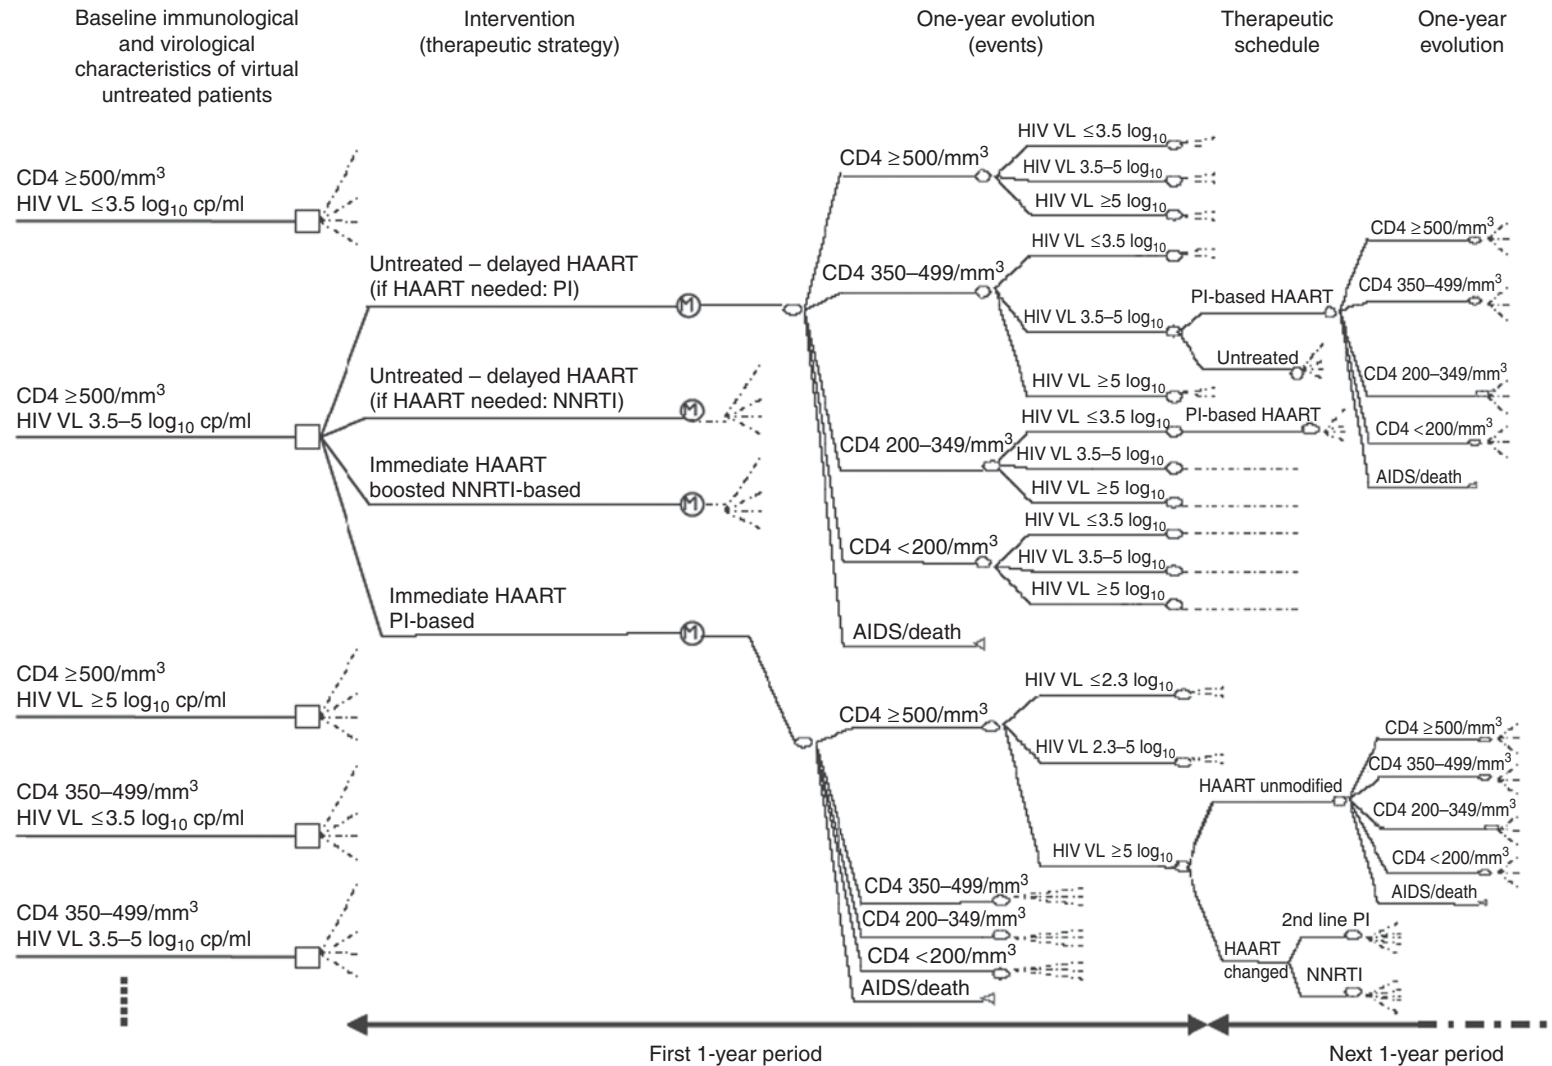 Baseline immunological
and virological
characteristics of virtual
untreated patients
Intervention
(therapeutic strategy)
One-year evolution
(events)
Therapeutic
schedule
One-year
evolution
CD4 ≥500/mm³
HIV VL ≤3.5 log₁₀ cp/ml
CD4 ≥500/mm³
HIV VL 3.5–5 log₁₀ cp/ml
CD4 ≥500/mm³
HIV VL ≥5 log₁₀ cp/ml
CD4 350–499/mm³
HIV VL ≤3.5 log₁₀ cp/ml
CD4 350–499/mm³
HIV VL 3.5–5 log₁₀ cp/ml
Untreated – delayed HAART
(if HAART needed: PI)
M
Untreated – delayed HAART
(if HAART needed: NNRTI)
M
Immediate HAART
boosted NNRTI-based
M
Immediate HAART
PI-based
M
CD4 ≥500/mm³
HIV VL ≤3.5 log₁₀
HIV VL 3.5–5 log₁₀
HIV VL ≥5 log₁₀
CD4 350–499/mm³
HIV VL ≤3.5 log₁₀
HIV VL 3.5–5 log₁₀
HIV VL ≥5 log₁₀
CD4 200–349/mm³
HIV VL ≤3.5 log₁₀
HIV VL 3.5–5 log₁₀
HIV VL ≥5 log₁₀
CD4 <200/mm³
HIV VL ≤3.5 log₁₀
HIV VL 3.5–5 log₁₀
HIV VL ≥5 log₁₀
AIDS/death
PI-based HAART
Untreated
PI-based HAART
CD4 ≥500/mm³
CD4 350–499/mm³
CD4 200–349/mm³
CD4 <200/mm³
AIDS/death
CD4 ≥500/mm³
HIV VL ≤2.3 log₁₀
HIV VL 2.3–5 log₁₀
HIV VL ≥5 log₁₀
CD4 350–499/mm³
CD4 200–349/mm³
CD4 <200/mm³
AIDS/death
HAART unmodified
HAART
changed
2nd line PI
NNRTI
CD4 ≥500/mm³
CD4 350–499/mm³
CD4 200–349/mm³
CD4 <200/mm³
AIDS/death
First 1-year period
Next 1-year period